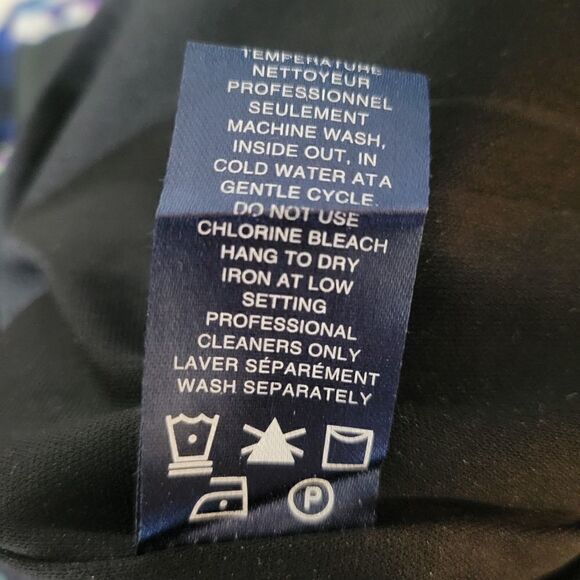 TEMPERATURE
NETTOYEUR
PROFESSIONNEL
SEULEMENT
MACHINE WASH,
INSIDE OUT, IN
COLD WATER AT A
GENTLE CYCLE.
DO NOT USE
CHLORINE BLEACH
HANG TO DRY
IRON AT LOW
SETTING
PROFESSIONAL
CLEANERS ONLY
LAVER SÉPARÉMENT
WASH SEPARATELY
P